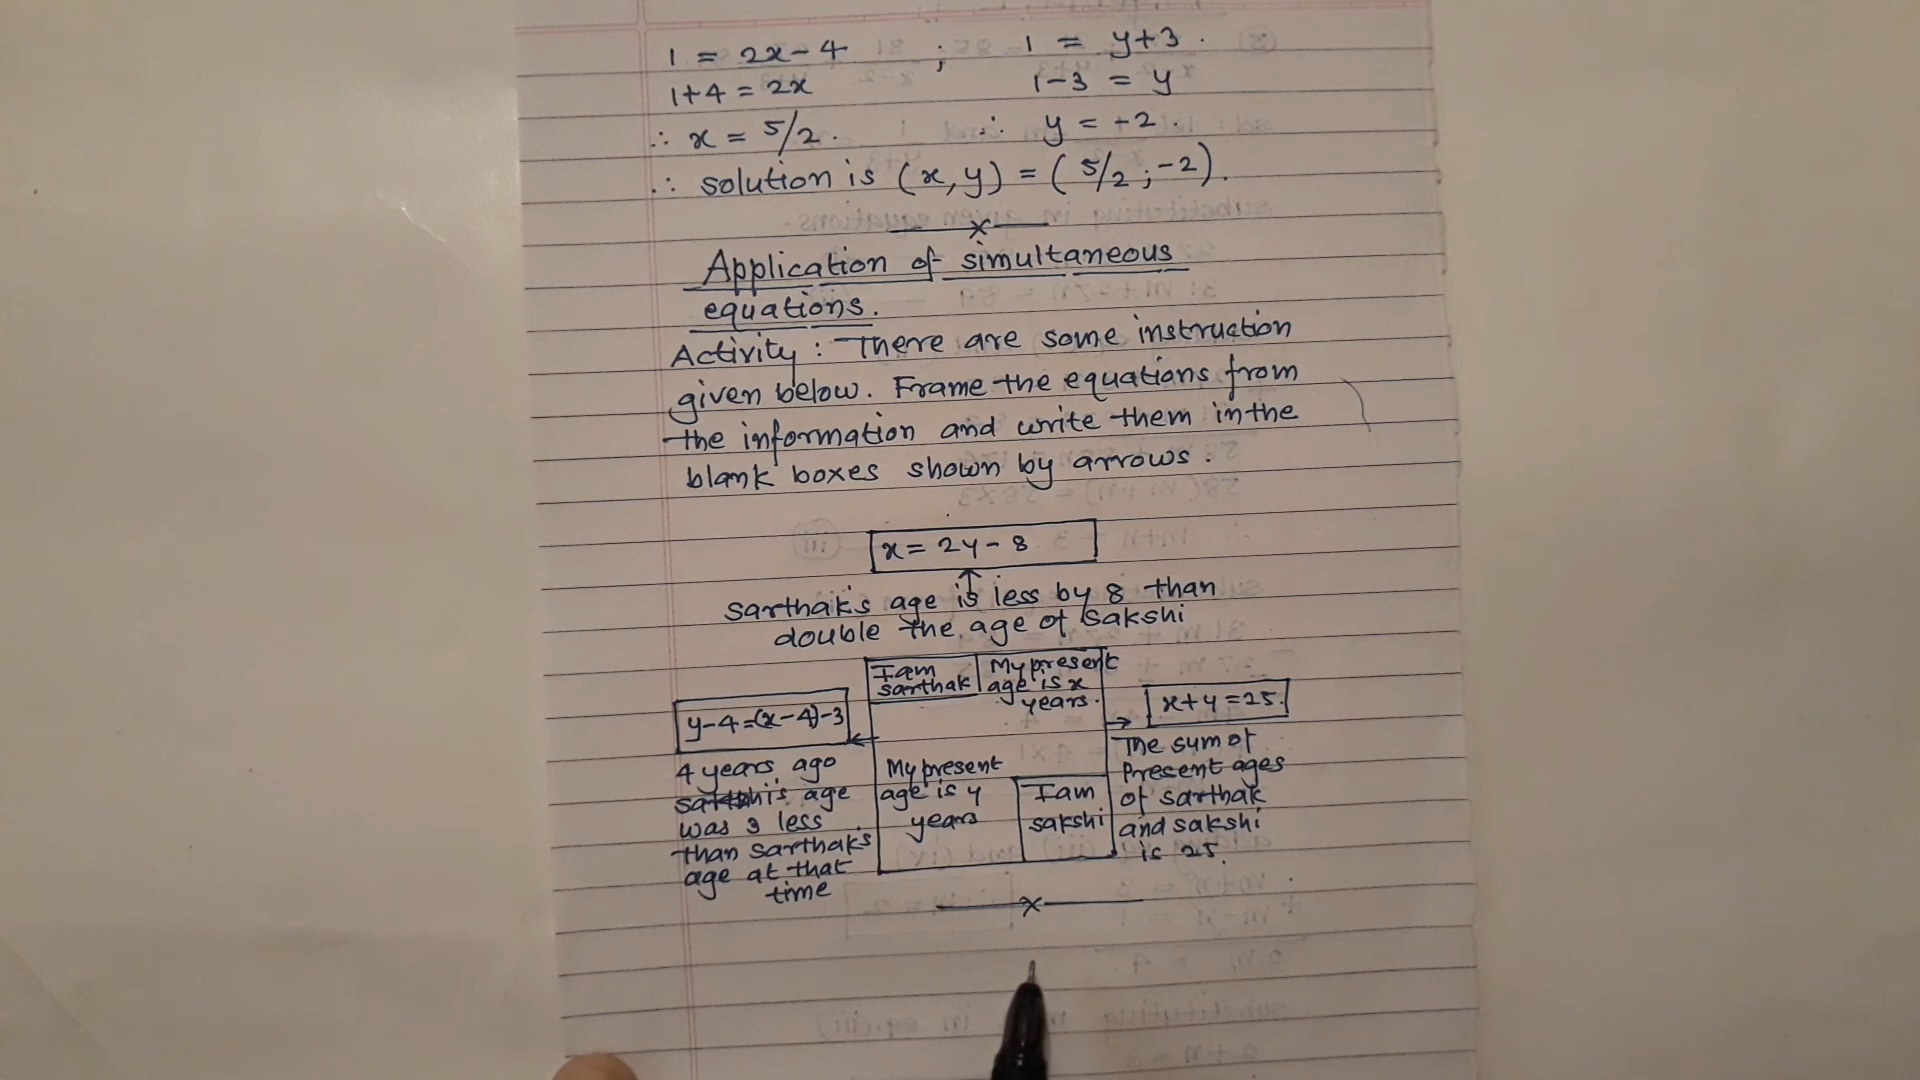 1 = 2x-4 ; 1 = y+3.
1+4 = 2x 1-3 = y
∴ x = 5/2. ∴ y = +2.
∴ solution is (x,y) = (5/2 ; -2).
x
Application of simultaneous
equations.
Activity : There are some instruction
given below. Frame the equations from
the information and write them in the
blank boxes shown by arrows.
x = 2y - 8
sarthak's age is less by 8 than
double the age of sakshi
I am
sarthak
My present
age is x
years.
y-4=(x-4)-3
x+y=25.
4 years ago
age
was 3 less
than sarthak's
age at that
time
My present
age is y
years
I am
sakshi
The sum of
Present ages
of sarthak
and sakshi
is 25.
x